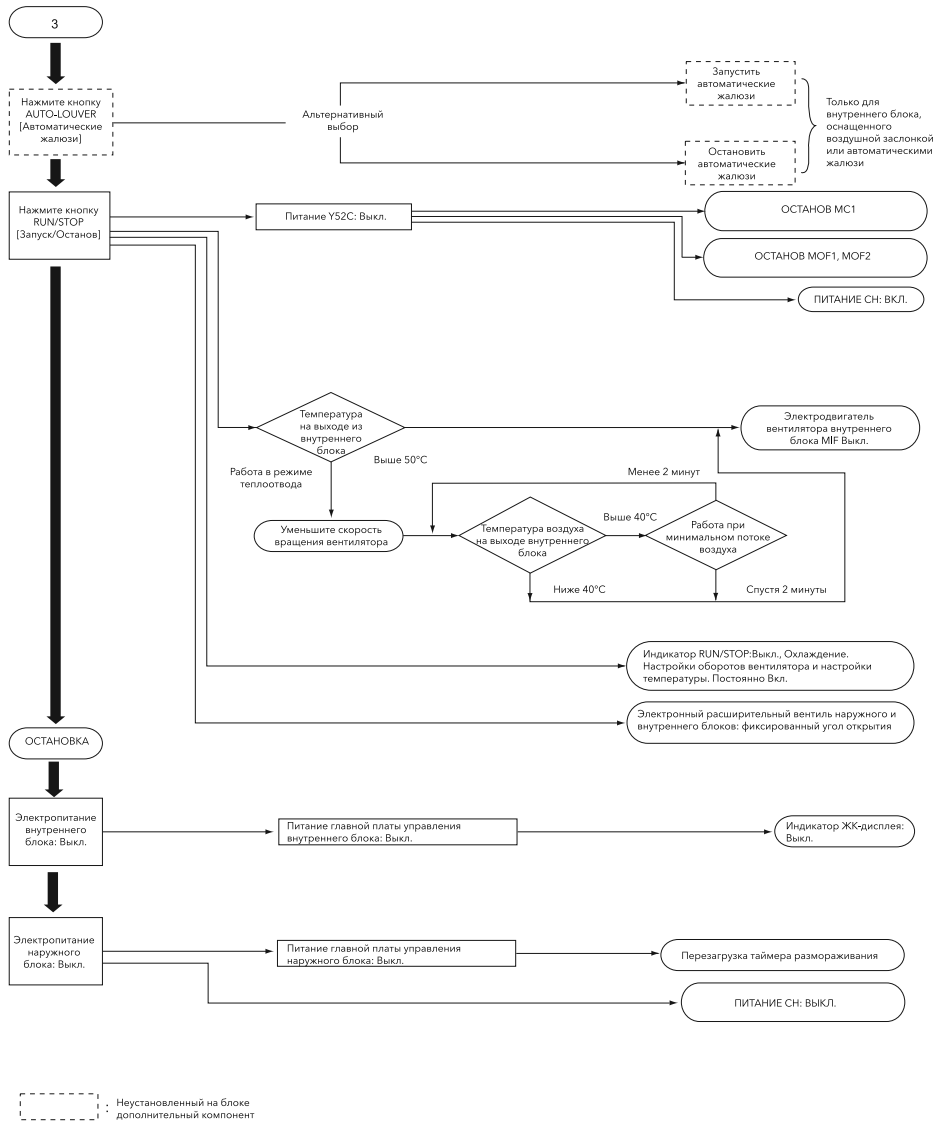 3
Нажмите кнопку
AUTO-LOUVER
[Автоматические
жалюзи]
Альтернативный
выбор
Запустить
автоматические
жалюзи
Остановить
автоматические
жалюзи
Только для
внутреннего блока,
оснащенного
воздушной заслонкой
или автоматическими
жалюзи
Нажмите кнопку
RUN/STOP
[Запуск/Останов]
Питание Y52C: Выкл.
ОСТАНОВ MC1
ОСТАНОВ MOF1, MOF2
ПИТАНИЕ CH: ВКЛ.
Температура
на выходе из
внутреннего
блока
Электродвигатель
вентилятора внутреннего
блока MIF Выкл.
Выше 50°C
Работа в режиме
теплоотвода
Менее 2 минут
Уменьшите скорость
вращения вентилятора
Температура воздуха
на выходе внутреннего
блока
Выше 40°C
Работа при
минимальном потоке
воздуха
Ниже 40°C
Спустя 2 минуты
Индикатор RUN/STOP:Выкл., Охлаждение.
Настройки оборотов вентилятора и настройки
температуры. Постоянно Вкл.
Электронный расширительный вентиль наружного и
внутреннего блоков: фиксированный угол открытия
ОСТАНОВКА
Электропитание
внутреннего
блока: Выкл.
Питание главной платы управления
внутреннего блока: Выкл.
Индикатор ЖК-дисплея:
Выкл.
Электропитание
наружного
блока: Выкл.
Питание главной платы управления
наружного блока: Выкл.
Перезагрузка таймера размораживания
ПИТАНИЕ CH: ВЫКЛ.
: Неустановленный на блоке
дополнительный компонент